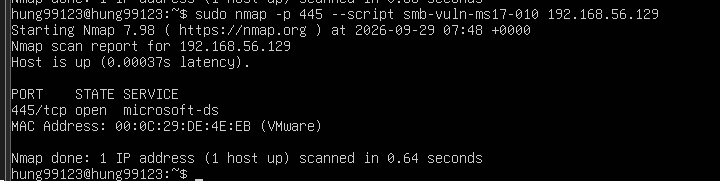 Nmap done: 1 IP address (1 host up) scanned in 0.66 seconds
hung99123@hung99123:~$ sudo nmap -p 445 --script smb-vuln-ms17-010 192.168.56.129
Starting Nmap 7.98 ( https://nmap.org ) at 2026-09-29 07:48 +0000
Nmap scan report for 192.168.56.129
Host is up (0.00037s latency).
PORT    STATE SERVICE
445/tcp open  microsoft-ds
MAC Address: 00:0C:29:DE:4E:EB (VMware)
Nmap done: 1 IP address (1 host up) scanned in 0.64 seconds
hung99123@hung99123:~$ _